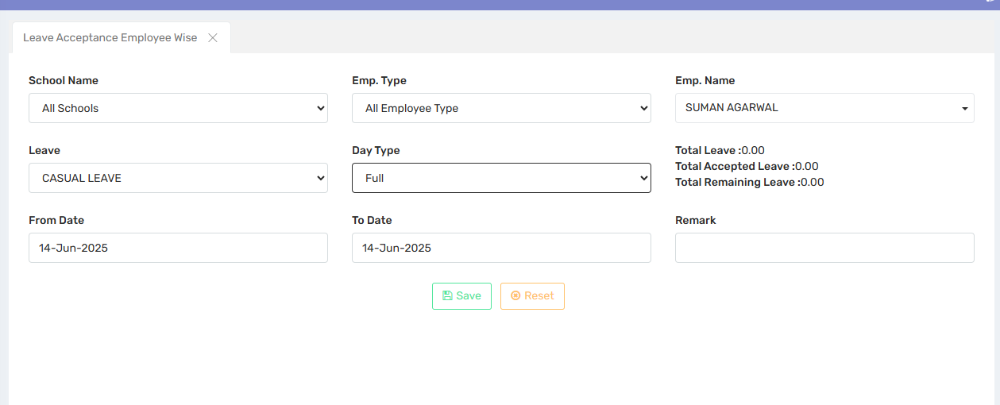 Leave Acceptance Employee Wise
School Name
Emp. Type
Emp. Name
All Schools
All Employee Type
SUMAN AGARWAL
Leave
Day Type
Total Leave :0.00
CASUAL LEAVE
Full
Total Accepted Leave :0.00
Total Remaining Leave :0.00
From Date
To Date
Remark
14-Jun-2025
14-Jun-2025
Save
Reset